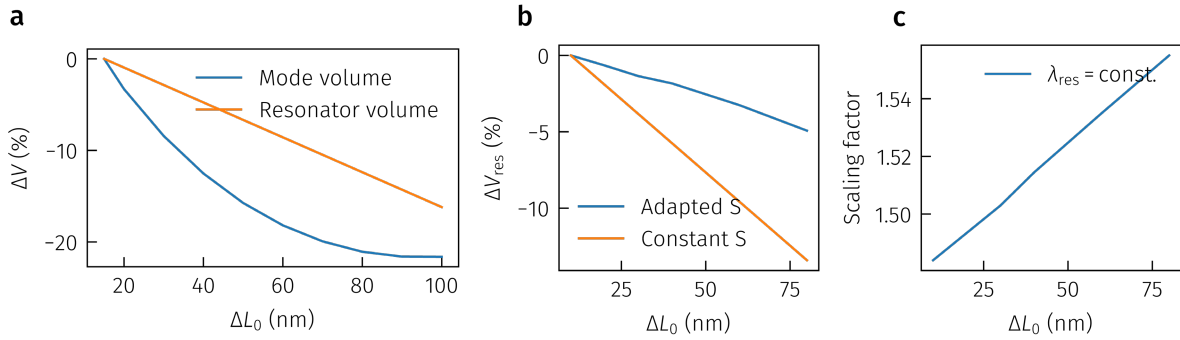 a
0
−10
−20
ΔV (%)
Mode volume
Resonator volume
20
40
60
80
100
ΔL₀ (nm)
b
0
−5
−10
ΔV_res (%)
Adapted S
Constant S
25
50
75
ΔL₀ (nm)
c
1.54
1.52
1.50
Scaling factor
λ_res = const.
25
50
75
ΔL₀ (nm)